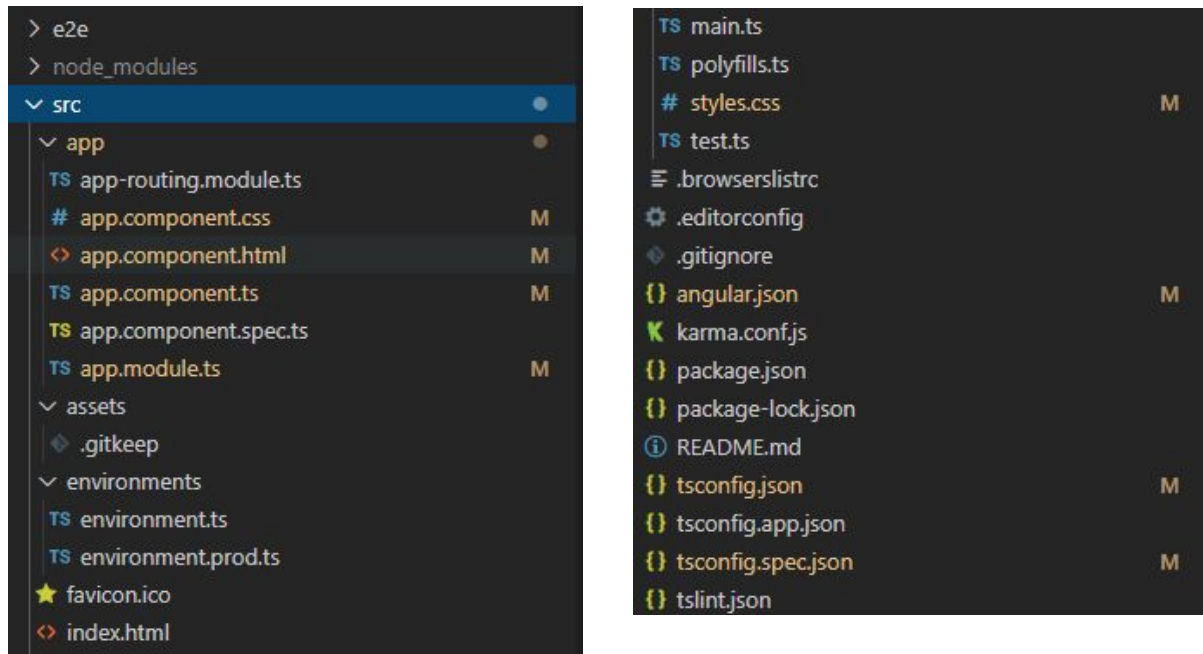 e2e
node_modules
src
app
TS app-routing.module.ts
# app.component.css M
<> app.component.html M
TS app.component.ts M
TS app.component.spec.ts
TS app.module.ts M
assets
.gitkeep
environments
TS environment.ts
TS environment.prod.ts
favicon.ico
<> index.html
TS main.ts
TS polyfills.ts
# styles.css M
TS test.ts
.browserslistrc
.editorconfig
.gitignore
{} angular.json M
K karma.conf.js
{} package.json
{} package-lock.json
README.md
{} tsconfig.json M
{} tsconfig.app.json
{} tsconfig.spec.json M
{} tslint.json